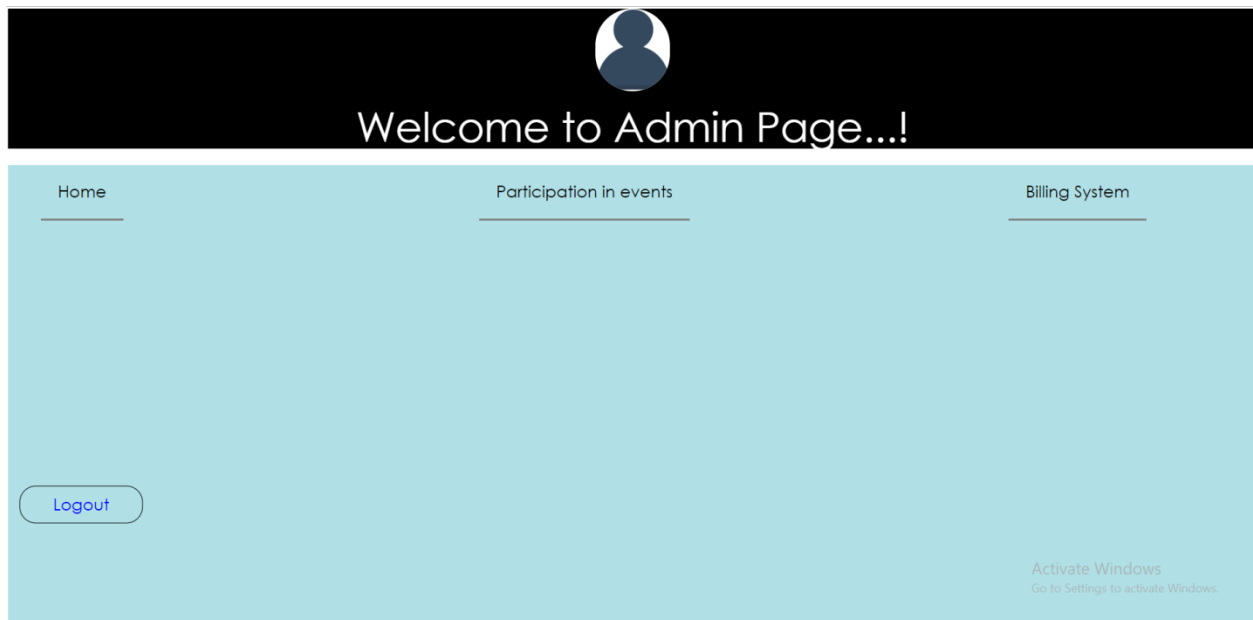 Welcome to Admin Page...!
Home Participation in events Billing System
Logout
Activate Windows
Go to Settings to activate Windows.